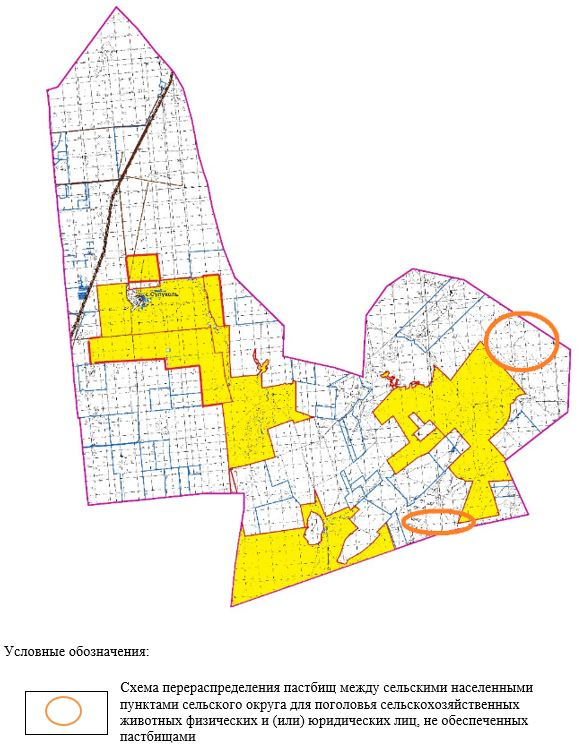 с.Сулуколь
Условные обозначения:
Схема перераспределения пастбищ между сельскими населенными
пунктами сельского округа для поголовья сельскохозяйственных
животных физических и (или) юридических лиц, не обеспеченных
пастбищами